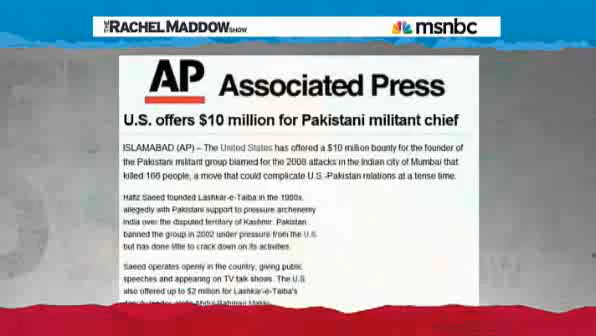 THE RACHEL MADDOW SHOW
msnbc
AP Associated Press
U.S. offers $10 million for Pakistani militant chief
ISLAMABAD (AP) – The United States has offered a $10 million bounty for the founder of
the Pakistani militant group blamed for the 2008 attacks in the Indian city of Mumbai that
killed 166 people, a move that could complicate U.S.-Pakistan relations at a tense time.
Hafiz Saeed founded Lashkar-e-Taiba in the 1980s,
allegedly with Pakistani support to pressure archenemy
India over the disputed territory of Kashmir. Pakistan
banned the group in 2002 under pressure from the U.S.
but has done little to crack down on its activities.
Saeed operates openly in the country, giving public
speeches and appearing on TV talk shows. The U.S.
also offered up to $2 million for Lashkar-e-Taiba's